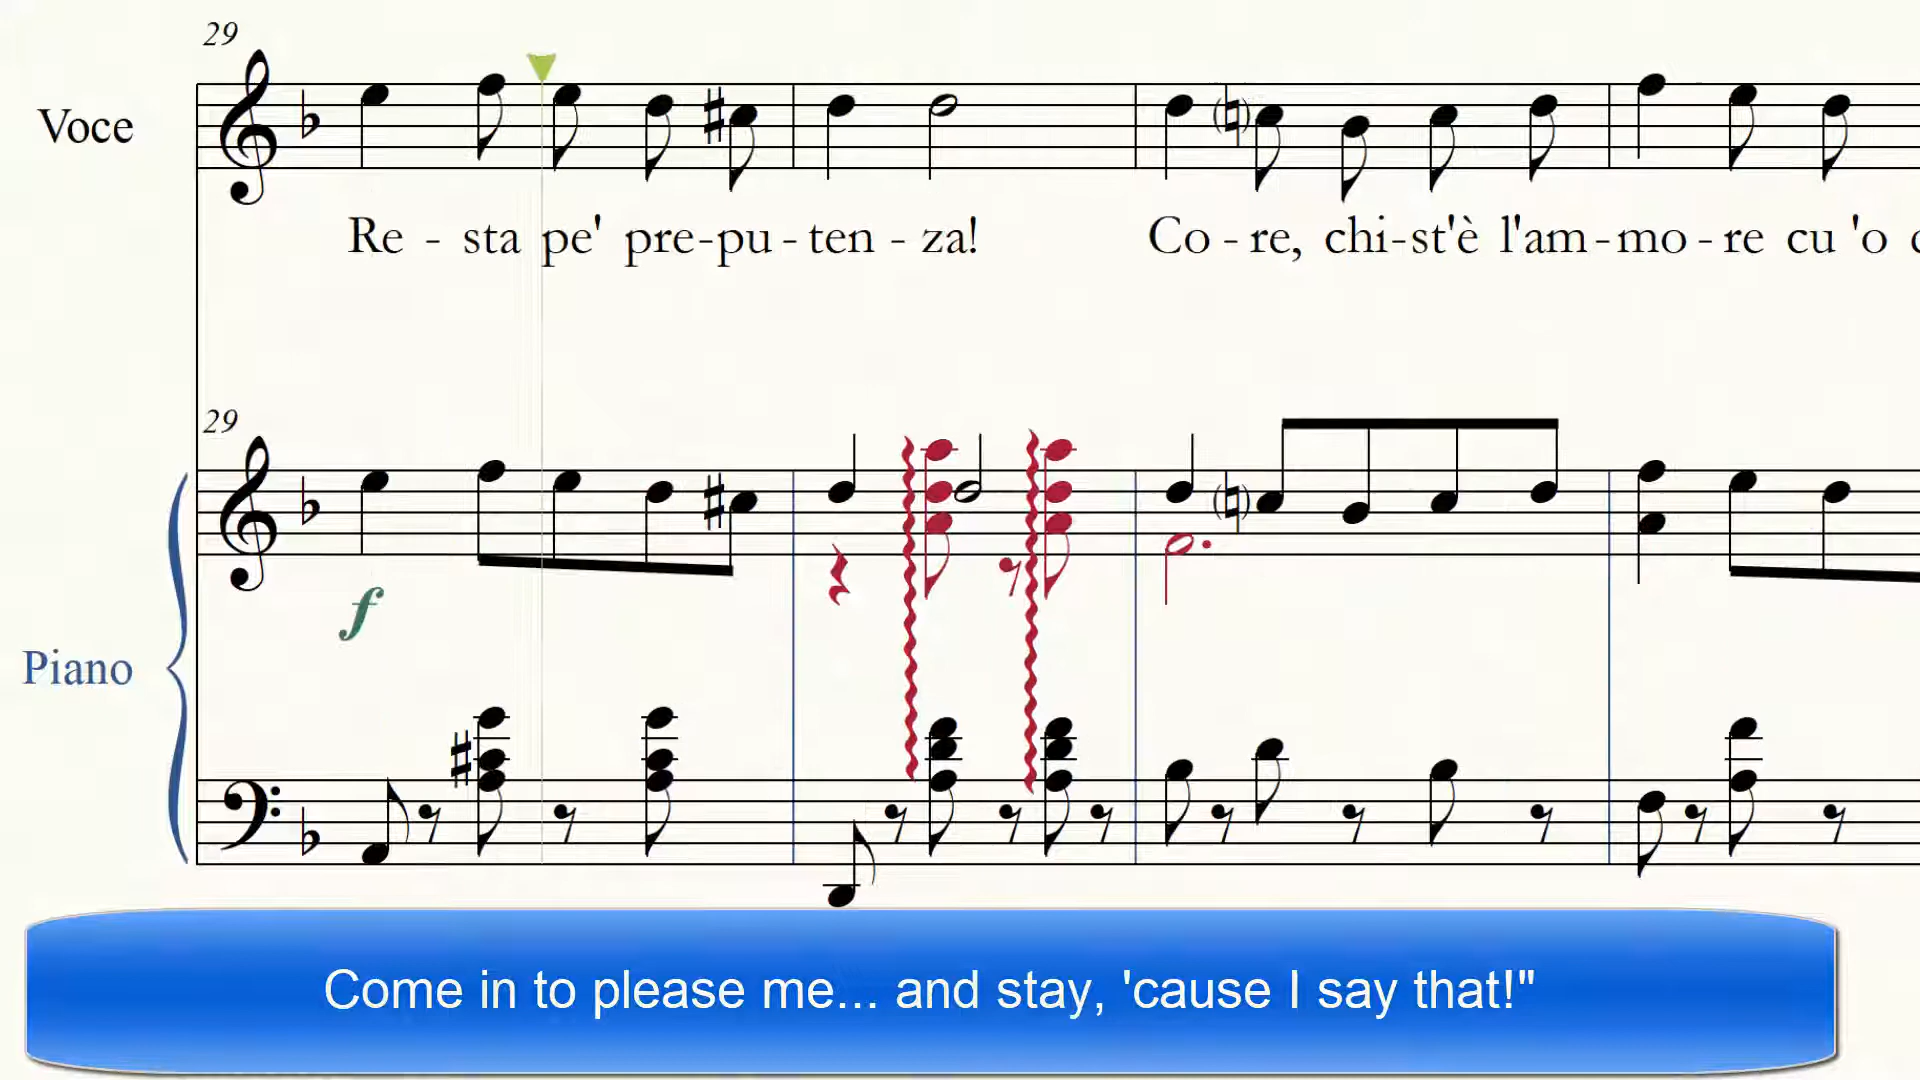 29
Voce
Re - sta pe' pre-pu-ten - za! Co - re, chi-st'è l'am-mo-re cu 'o
29
f
Piano
Come in to please me... and stay, 'cause I say that!"